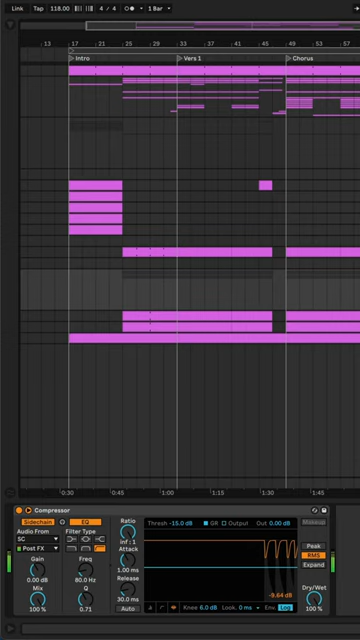 Link Tap 118.00 4 / 4 1 Bar
13 17 21 25 29 33 37 41 45 49 53 57
Intro Vers 1 Chorus
0:30 0:45 1:00 1:15 1:30 1:45
Compressor
Sidechain EQ
Audio From
SC
Post FX
Gain
0.00 dB
Mix
100 %
Filter Type
Freq
80.0 Hz
Q
0.71
Ratio
inf : 1
Attack
1.00 ms
Release
30.0 ms
Auto
Thresh -15.0 dB GR Output Out 0.00 dB
-9.64 dB
Knee 6.0 dB Look. 0 ms Env. Log
Makeup
Peak
RMS
Expand
Dry/Wet
100 %